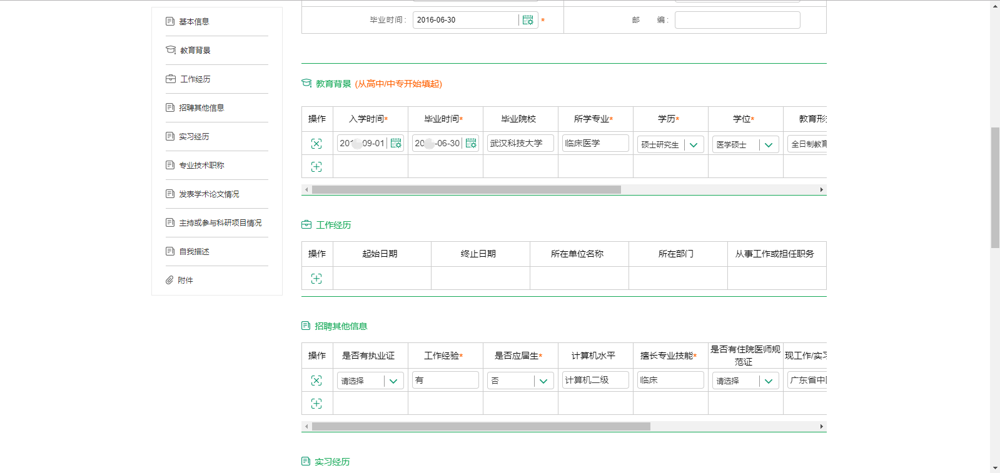 基本信息
教育背景
工作经历
招聘其他信息
实习经历
专业技术职称
发表学术论文情况
主持或参与科研项目情况
自我描述
附件
毕业时间: 2016-06-30 * 邮 编:
教育背景 (从高中/中专开始填起)
操作 入学时间* 毕业时间* 毕业院校 所学专业* 学历* 学位* 教育形
201 09-01 20 -06-30 武汉科技大学 临床医学 硕士研究生 医学硕士 全日制教育
工作经历
操作 起始日期 终止日期 所在单位名称 所在部门 从事工作或担任职务
招聘其他信息
操作 是否有执业证 工作经验* 是否应届生* 计算机水平 擅长专业技能* 是否有住院医师规
范证 现工作/实习
请选择 有 否 计算机二级 临床 请选择 广东省中
实习经历